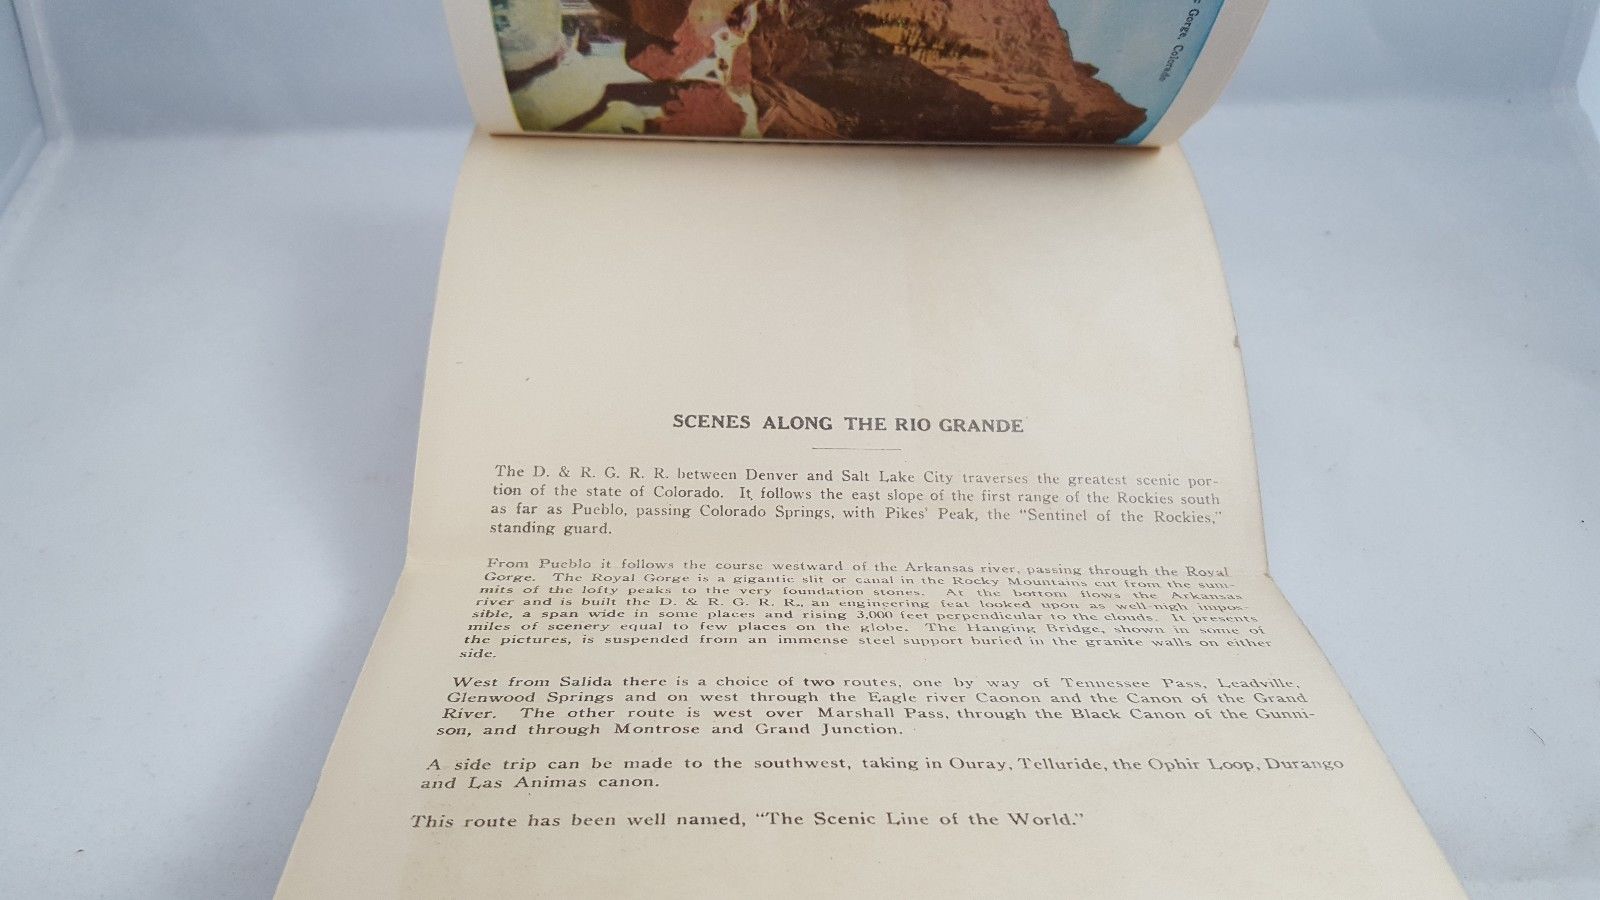 Gorge, Colorado
SCENES ALONG THE RIO GRANDE
The D. & R. G. R. R. between Denver and Salt Lake City traverses the greatest scenic por-
tion of the state of Colorado. It follows the east slope of the first range of the Rockies south
as far as Pueblo, passing Colorado Springs, with Pikes' Peak, the "Sentinel of the Rockies,"
standing guard.
From Pueblo it follows the course westward of the Arkansas river, passing through the Royal
Gorge. The Royal Gorge is a gigantic slit or canal in the Rocky Mountains cut from the sum-
mits of the lofty peaks to the very foundation stones. At the bottom flows the Arkansas
river and is built the D. & R. G. R. R., an engineering feat looked upon as well-nigh impos-
sible, a span wide in some places and rising 3,000 feet perpendicular to the clouds. It presents
miles of scenery equal to few places on the globe. The Hanging Bridge, shown in some of
the pictures, is suspended from an immense steel support buried in the granite walls on either
side.
West from Salida there is a choice of two routes, one by way of Tennessee Pass, Leadville,
Glenwood Springs and on west through the Eagle river Caonon and the Canon of the Grand
River. The other route is west over Marshall Pass, through the Black Canon of the Gunni-
son, and through Montrose and Grand Junction.
A side trip can be made to the southwest, taking in Ouray, Telluride, the Ophir Loop, Durango
and Las Animas canon.
This route has been well named, "The Scenic Line of the World."